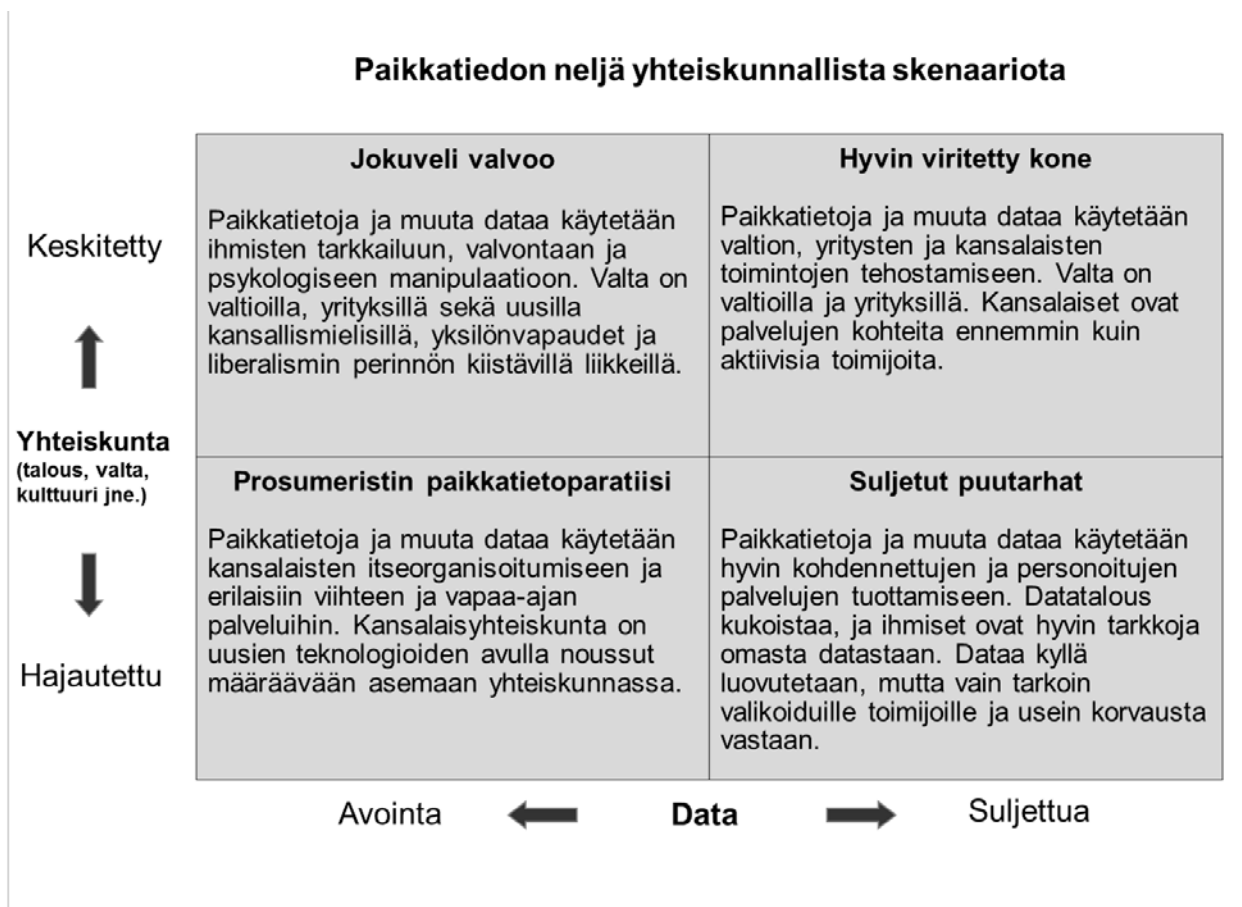 Paikkatiedon neljä yhteiskunnallista skenaariota
Jokuveli valvoo
Paikkatietoja ja muuta dataa käytetään
ihmisten tarkkailuun, valvontaan ja
psykologiseen manipulaatioon. Valta on
valtioilla, yrityksillä sekä uusilla
kansallismielisillä, yksilönvapaudet ja
liberalismin perinnön kiistävillä liikkeillä.
Hyvin viritetty kone
Paikkatietoja ja muuta dataa käytetään
valtion, yritysten ja kansalaisten
toimintojen tehostamiseen. Valta on
valtioilla ja yrityksillä. Kansalaiset ovat
palvelujen kohteita ennemmin kuin
aktiivisia toimijoita.
Keskitetty
Yhteiskunta
(talous, valta,
kulttuuri jne.)
Hajautettu
Prosumeristin paikkatietoparatiisi
Paikkatietoja ja muuta dataa käytetään
kansalaisten itseorganisoitumiseen ja
erilaisiin viihteen ja vapaa-ajan
palveluihin. Kansalaisyhteiskunta on
uusien teknologioiden avulla noussut
määräävään asemaan yhteiskunnassa.
Suljetut puutarhat
Paikkatietoja ja muuta dataa käytetään
hyvin kohdennettujen ja personoitujen
palvelujen tuottamiseen. Datatalous
kukoistaa, ja ihmiset ovat hyvin tarkkoja
omasta datastaan. Dataa kyllä
luovutetaan, mutta vain tarkoin
valikoiduille toimijoille ja usein korvausta
vastaan.
Avointa
Data
Suljettua